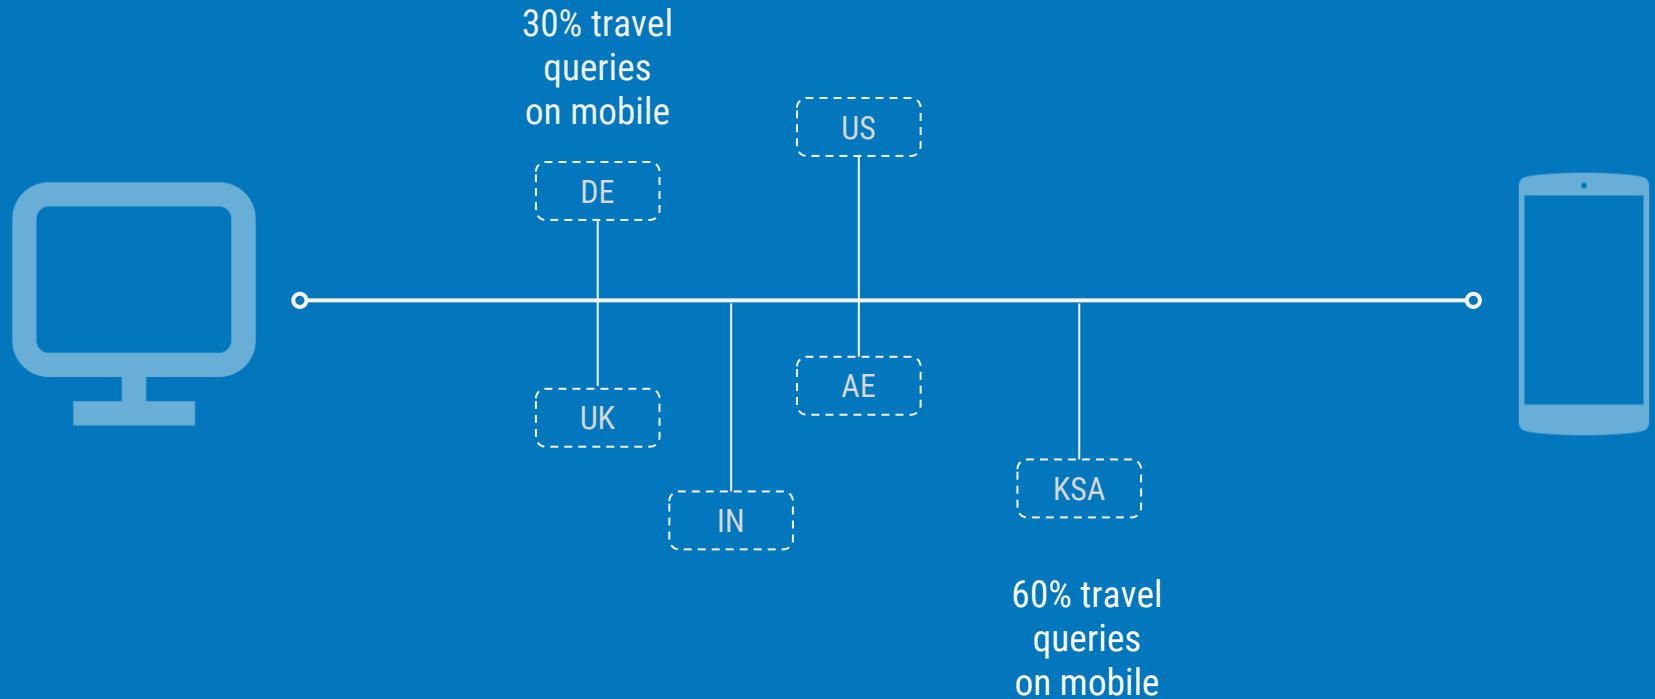 30% travel
queries
on mobile
US
DE
AE
UK
KSA
IN
60% travel
queries
on mobile